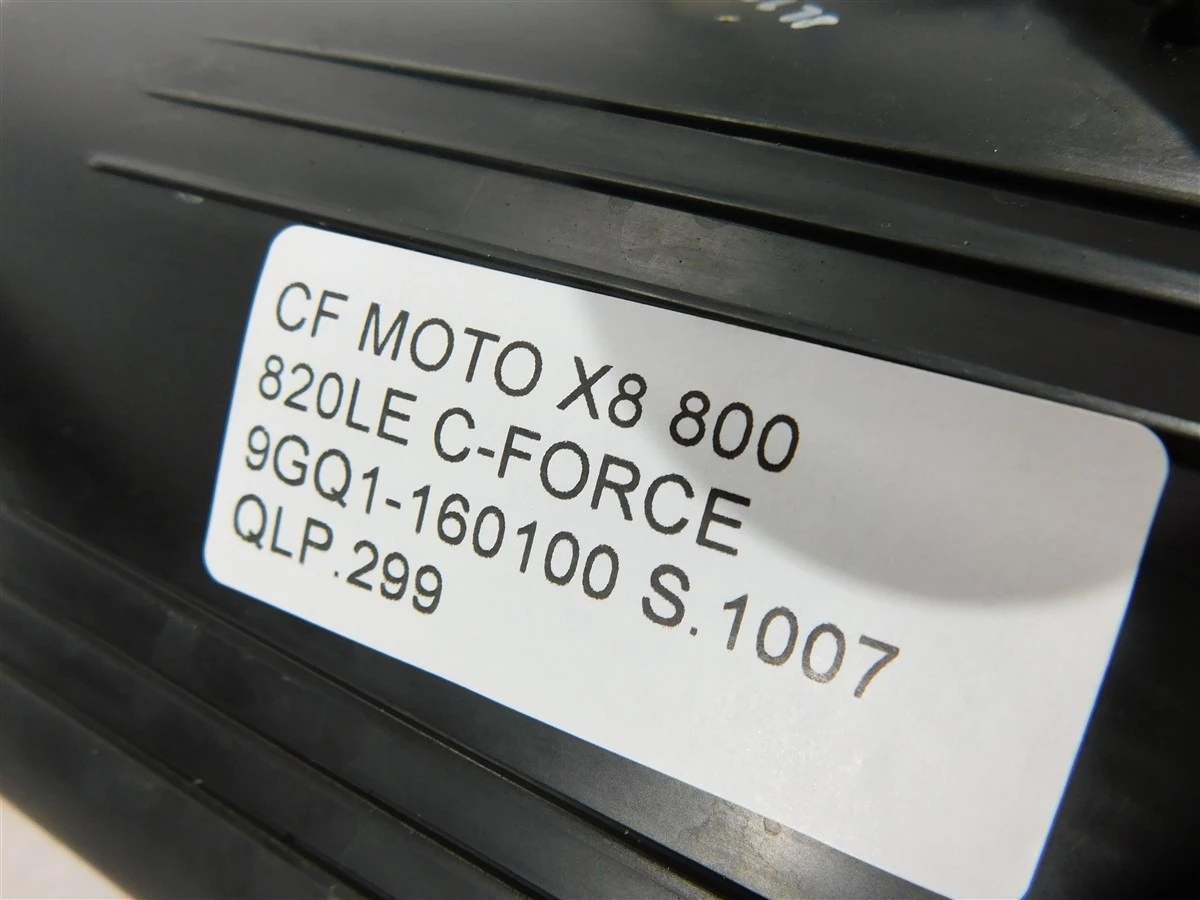 CF MOTO X8 800
820LE C-FORCE
9GQ1-160100 S.1007
QLP.299